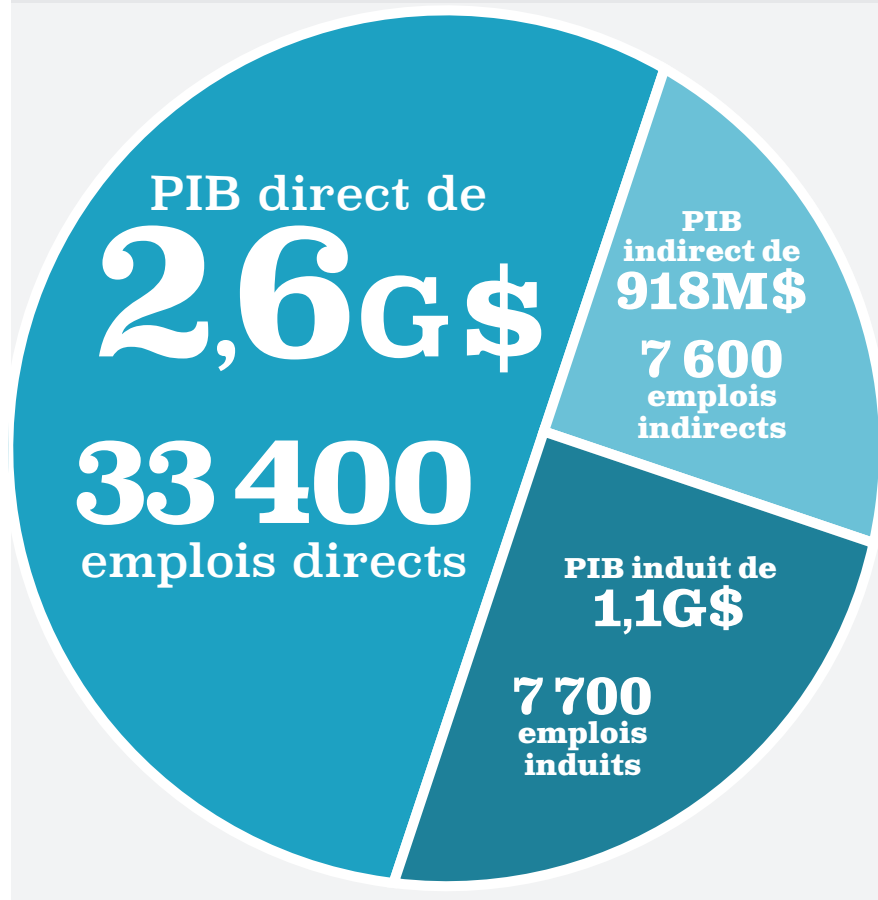 PIB direct de
2,6G$
33 400
emplois directs
PIB
indirect de
918M$
7 600
emplois
indirects
PIB induit de
1,1G$
7 700
emplois
induits